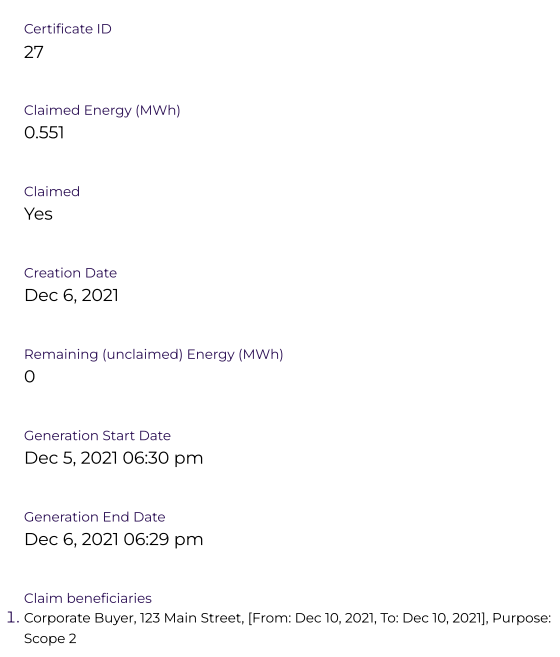 Certificate ID
27
Claimed Energy (MWh)
0.551
Claimed
Yes
Creation Date
Dec 6, 2021
Remaining (unclaimed) Energy (MWh)
0
Generation Start Date
Dec 5, 2021 06:30 pm
Generation End Date
Dec 6, 2021 06:29 pm
Claim beneficiaries
1. Corporate Buyer, 123 Main Street, [From: Dec 10, 2021, To: Dec 10, 2021], Purpose:
Scope 2